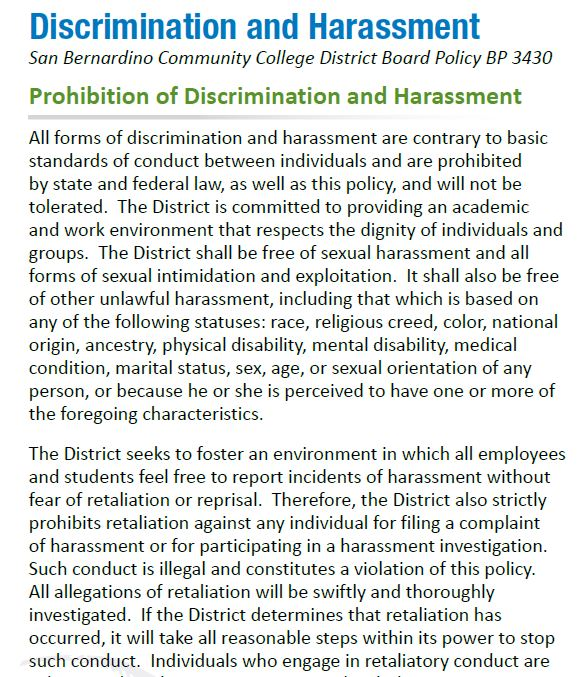 Discrimination and Harassment
San Bernardino Community College District Board Policy BP 3430
Prohibition of Discrimination and Harassment
All forms of discrimination and harassment are contrary to basic
standards of conduct between individuals and are prohibited
by state and federal law, as well as this policy, and will not be
tolerated.  The District is committed to providing an academic
and work environment that respects the dignity of individuals and
groups.  The District shall be free of sexual harassment and all
forms of sexual intimidation and exploitation.  It shall also be free
of other unlawful harassment, including that which is based on
any of the following statuses: race, religious creed, color, national
origin, ancestry, physical disability, mental disability, medical
condition, marital status, sex, age, or sexual orientation of any
person, or because he or she is perceived to have one or more of
the foregoing characteristics.
The District seeks to foster an environment in which all employees
and students feel free to report incidents of harassment without
fear of retaliation or reprisal.  Therefore, the District also strictly
prohibits retaliation against any individual for filing a complaint
of harassment or for participating in a harassment investigation.
Such conduct is illegal and constitutes a violation of this policy.
All allegations of retaliation will be swiftly and thoroughly
investigated.  If the District determines that retaliation has
occurred, it will take all reasonable steps within its power to stop
such conduct.  Individuals who engage in retaliatory conduct are